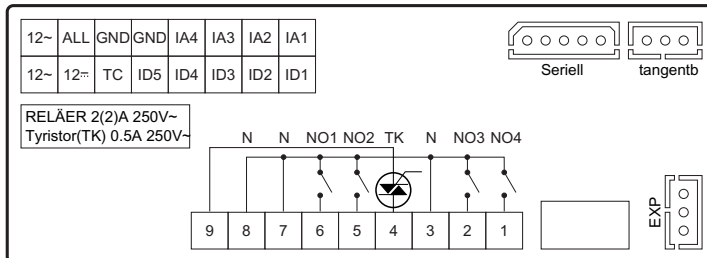 12~ ALL GND GND IA4 IA3 IA2 IA1
12~ 12⎓ TC ID5 ID4 ID3 ID2 ID1
Seriell tangentb
RELÄER 2(2)A 250V~
Tyristor(TK) 0.5A 250V~
N N NO1 NO2 TK N NO3 NO4
EXP
9 8 7 6 5 4 3 2 1